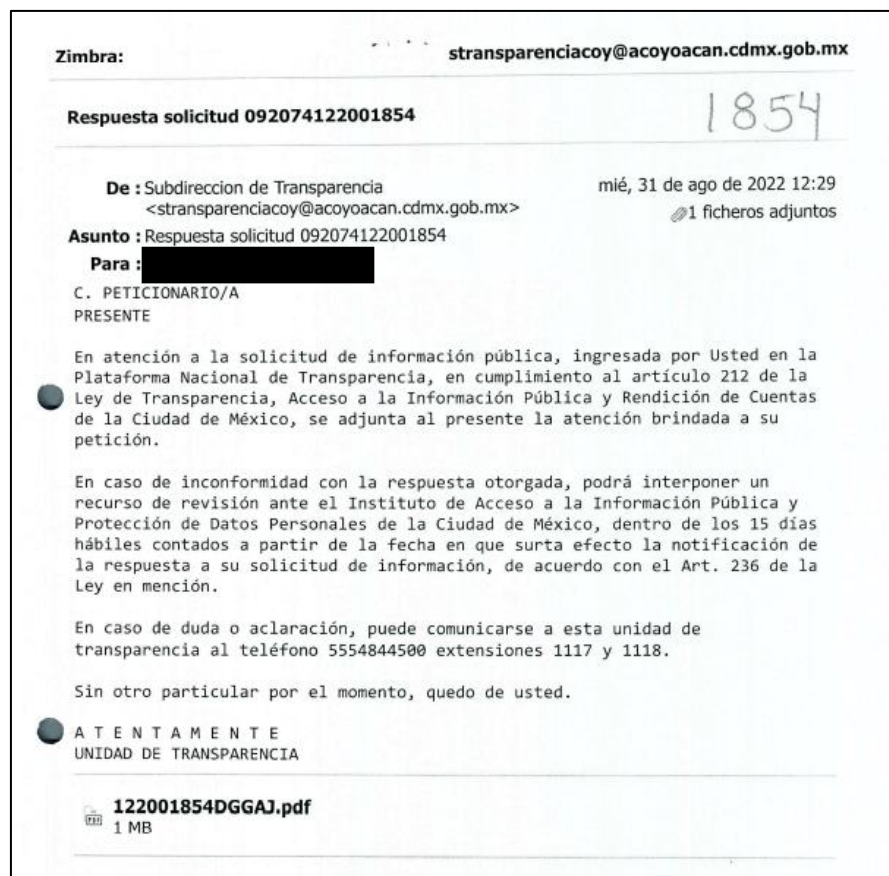 Zimbra: stransparenciacoy@acoyoacan.cdmx.gob.mx
Respuesta solicitud 092074122001854
1854
De : Subdireccion de Transparencia mié, 31 de ago de 2022 12:29
<stransparenciacoy@acoyoacan.cdmx.gob.mx> 1 ficheros adjuntos
Asunto : Respuesta solicitud 092074122001854
Para :
C. PETICIONARIO/A
PRESENTE
En atención a la solicitud de información pública, ingresada por Usted en la
Plataforma Nacional de Transparencia, en cumplimiento al artículo 212 de la
Ley de Transparencia, Acceso a la Información Pública y Rendición de Cuentas
de la Ciudad de México, se adjunta al presente la atención brindada a su
petición.
En caso de inconformidad con la respuesta otorgada, podrá interponer un
recurso de revisión ante el Instituto de Acceso a la Información Pública y
Protección de Datos Personales de la Ciudad de México, dentro de los 15 días
hábiles contados a partir de la fecha en que surta efecto la notificación de
la respuesta a su solicitud de información, de acuerdo con el Art. 236 de la
Ley en mención.
En caso de duda o aclaración, puede comunicarse a esta unidad de
transparencia al teléfono 5554844500 extensiones 1117 y 1118.
Sin otro particular por el momento, quedo de usted.
A T E N T A M E N T E
UNIDAD DE TRANSPARENCIA
122001854DGGAJ.pdf
1 MB